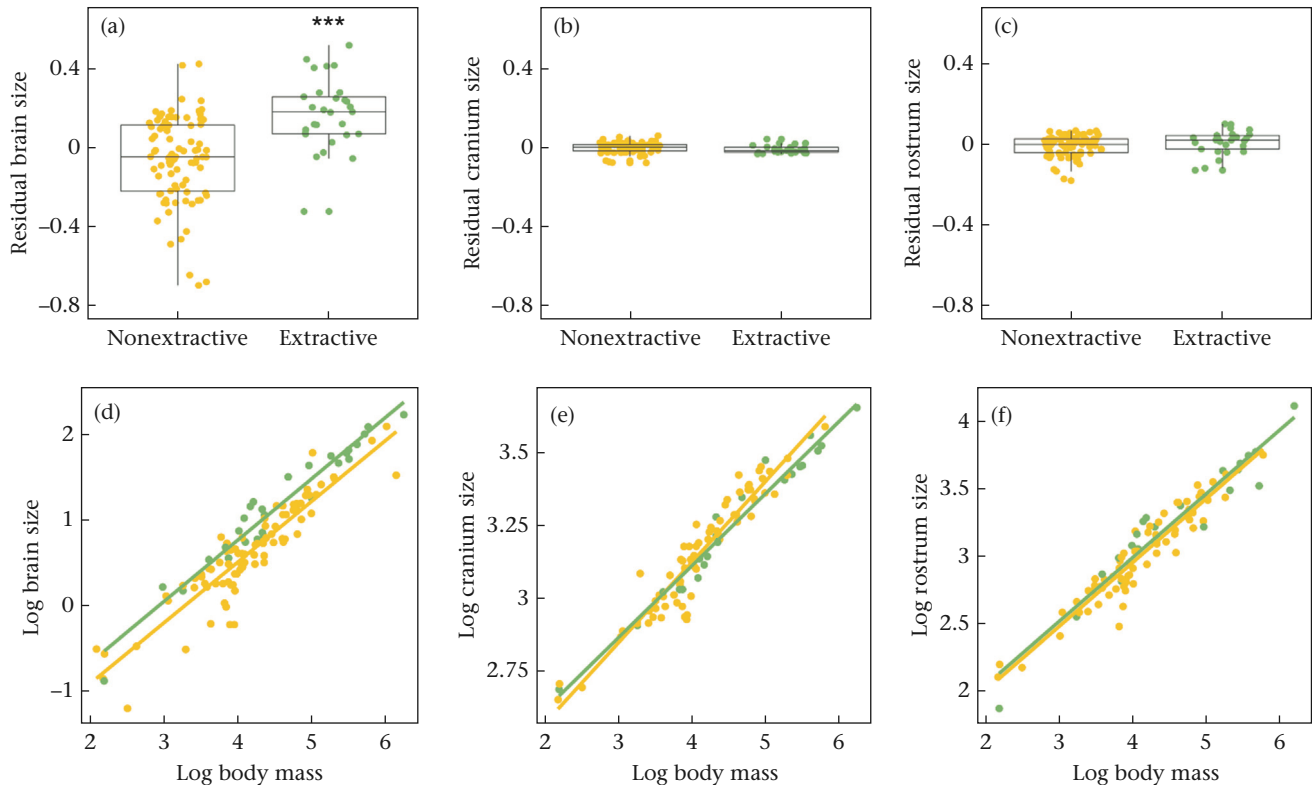 (a)
***
Residual brain size
0.4
0
–0.4
–0.8
Nonextractive
Extractive
(b)
Residual cranium size
0.4
0
–0.4
–0.8
Nonextractive
Extractive
(c)
Residual rostrum size
0.4
0
–0.4
–0.8
Nonextractive
Extractive
(d)
Log brain size
2
1
0
–1
2 3 4 5 6
Log body mass
(e)
Log cranium size
3.5
3.25
3
2.75
2 3 4 5 6
Log body mass
(f)
Log rostrum size
4
3.5
3
2.5
2
2 3 4 5 6
Log body mass